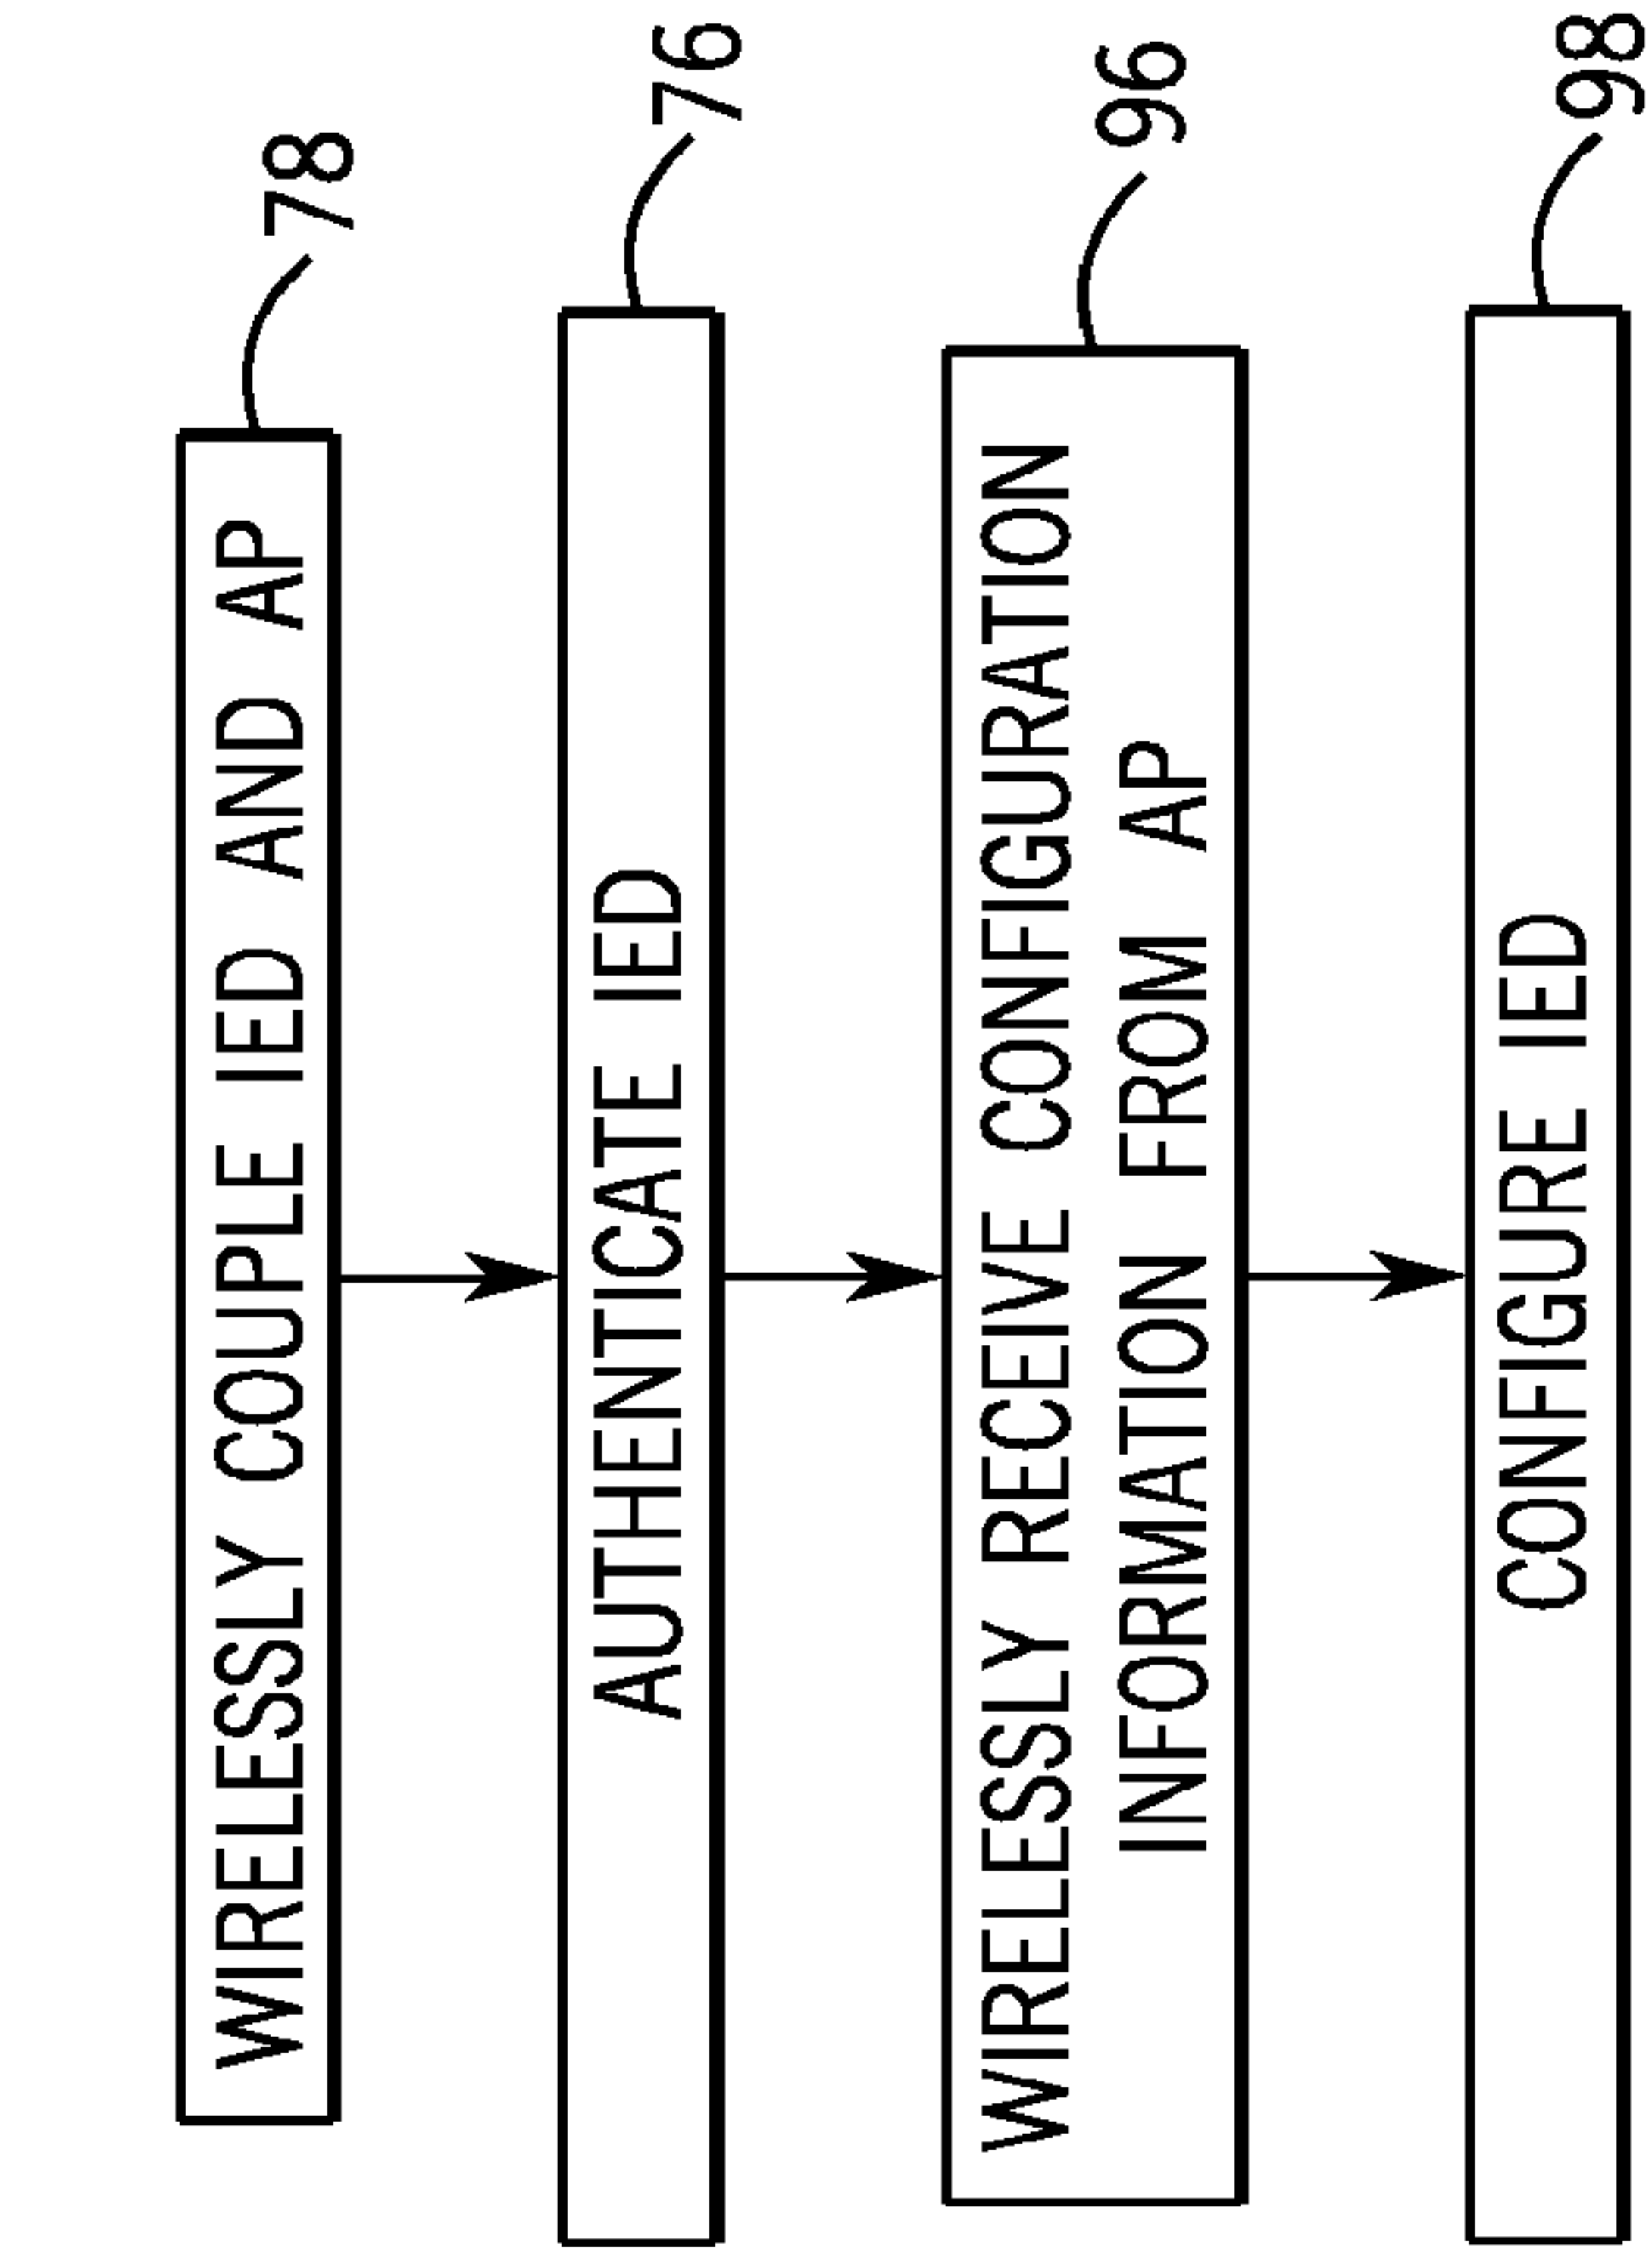 WIRELESSLY COUPLE IED AND AP
78
AUTHENTICATE IED
76
WIRELESSLY RECEIVE CONFIGURATION
INFORMATION FROM AP
96
CONFIGURE IED
98